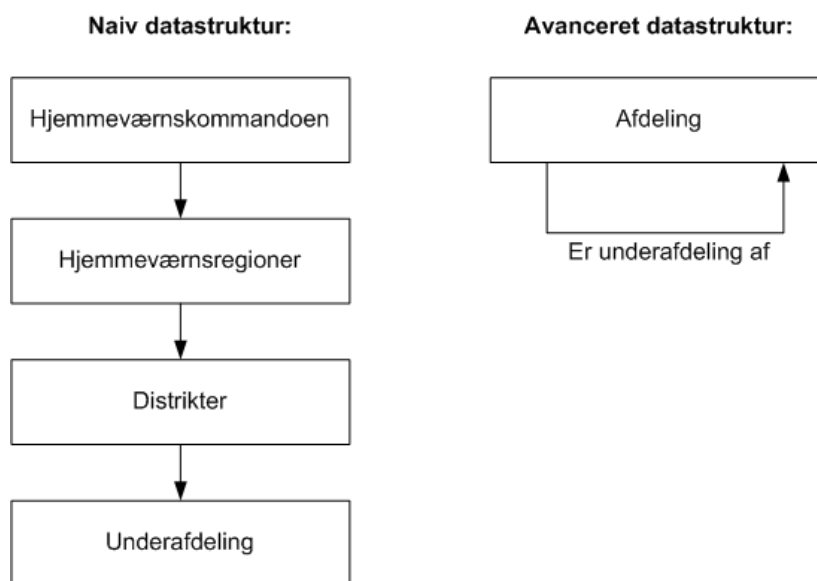 Naiv datastruktur:
Hjemmeværnskommandoen
Hjemmeværnsregioner
Distrikter
Underafdeling
Avanceret datastruktur:
Afdeling
Er underafdeling af